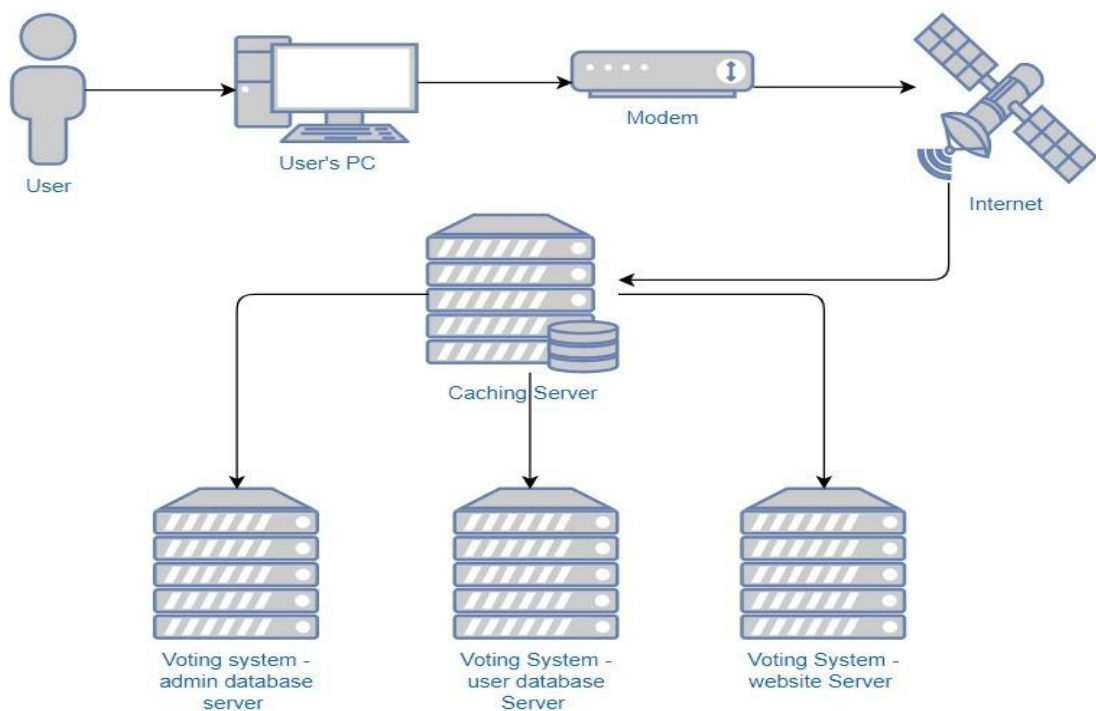 User
User's PC
Modem
Internet
Caching Server
Voting system -
admin database
server
Voting System -
user database
Server
Voting System -
website Server